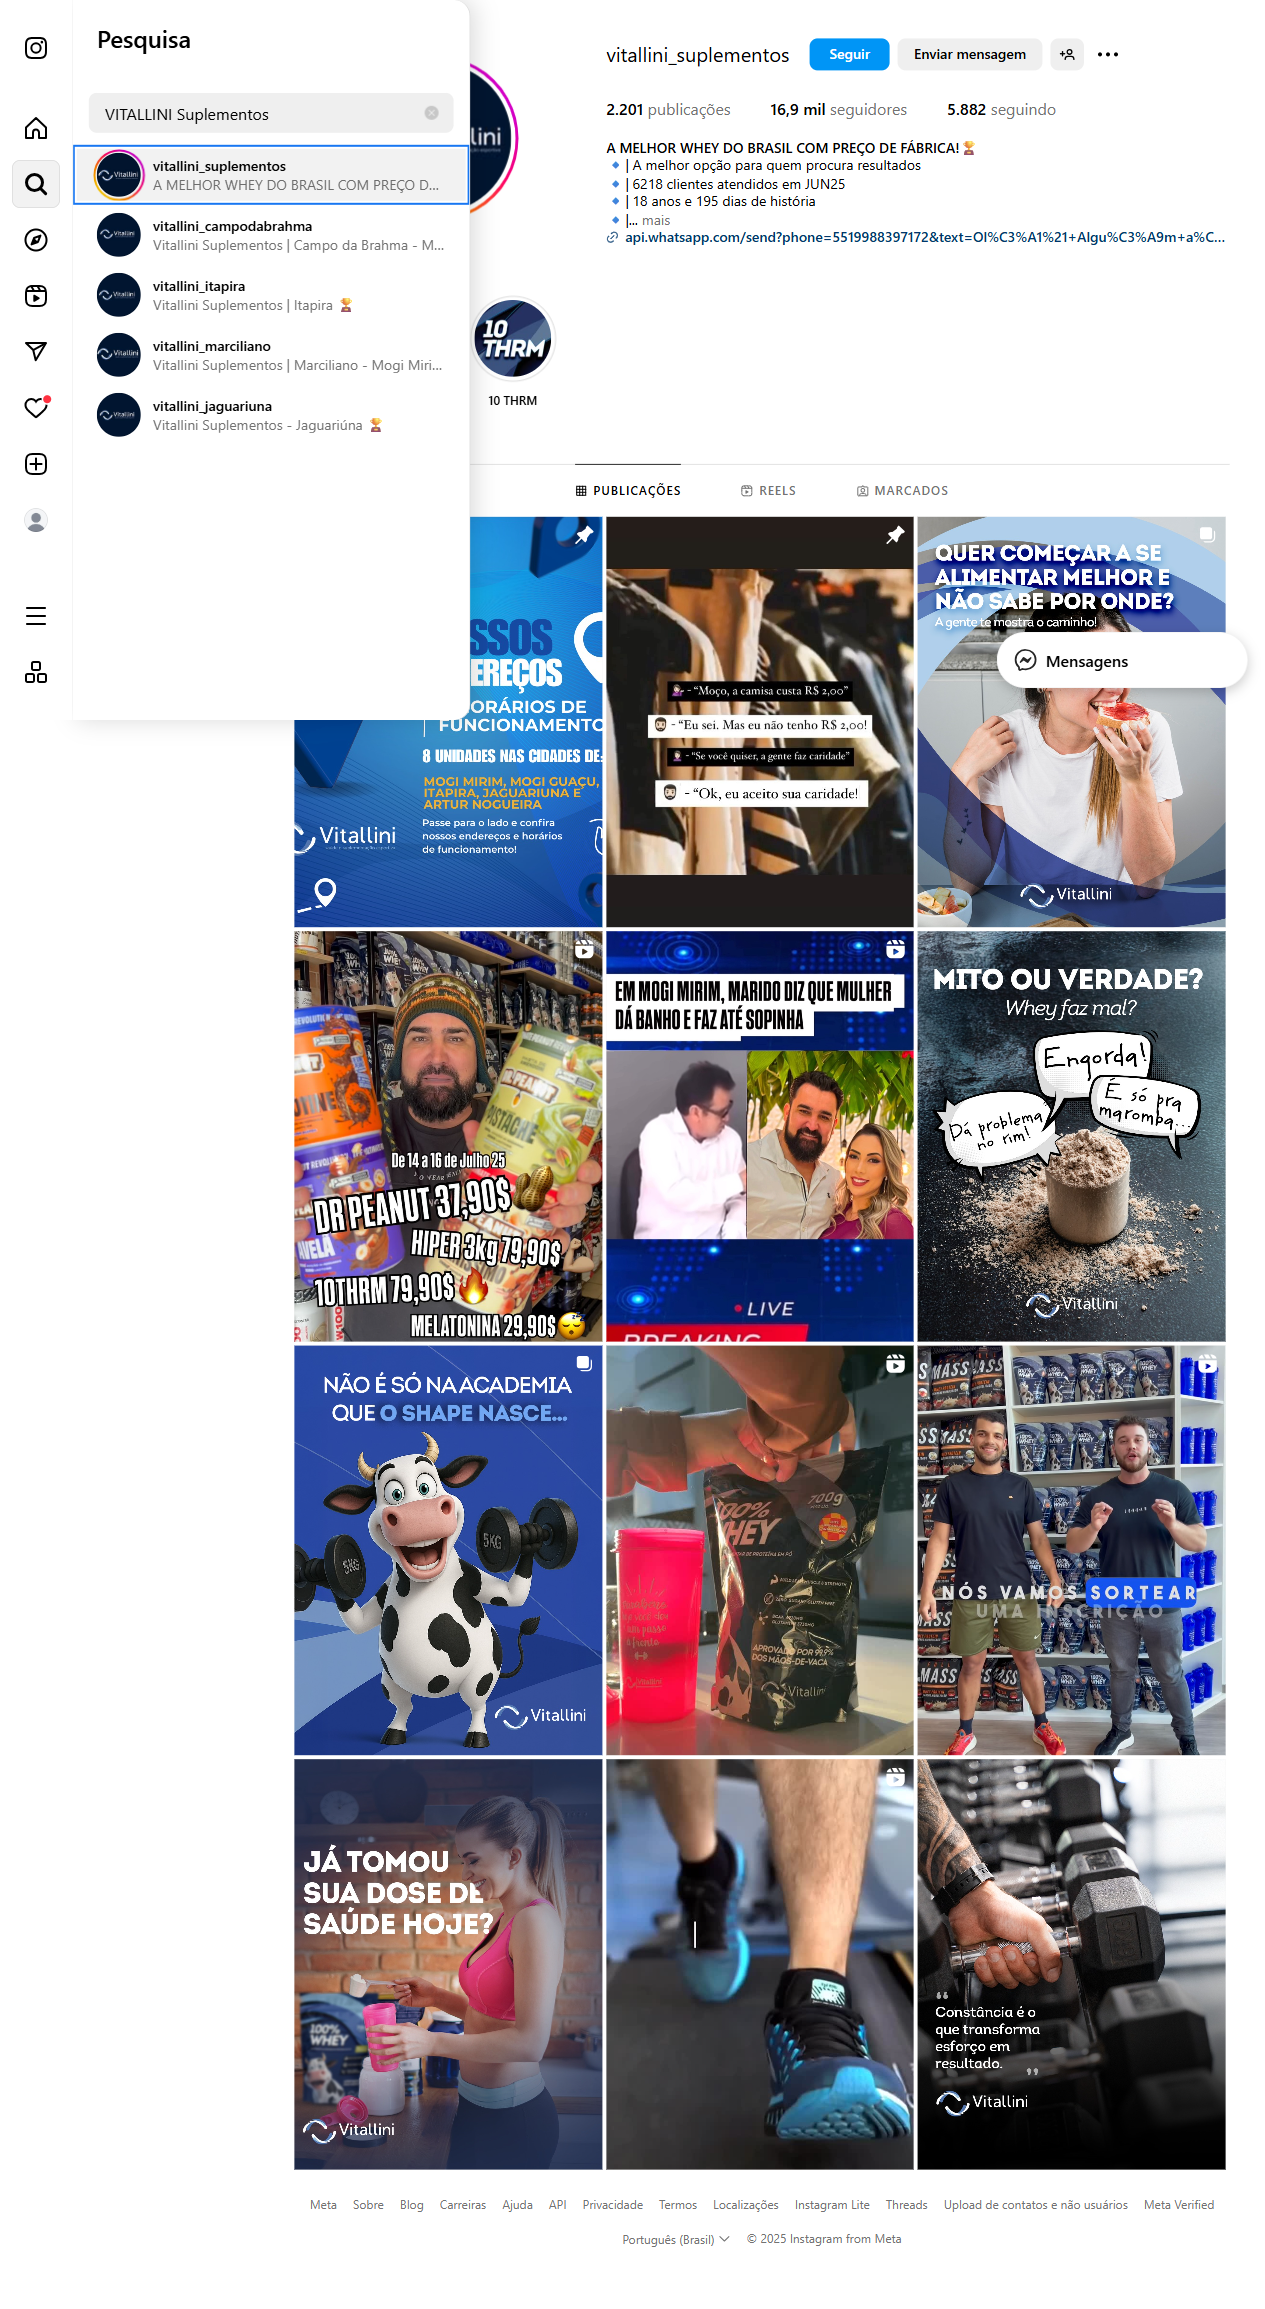 Pesquisa
VITALLINI Suplementos
vitallini_suplementos
A MELHOR WHEY DO BRASIL COM PREÇO D...
vitallini_campodabrahma
Vitallini Suplementos | Campo da Brahma - M...
vitallini_itapira
Vitallini Suplementos | Itapira 🏆
vitallini_marciliano
Vitallini Suplementos | Marciliano - Mogi Miri...
vitallini_jaguariuna
Vitallini Suplementos - Jaguariúna 🏆
vitallini_suplementos
Seguir
Enviar mensagem
2.201 publicações
16,9 mil seguidores
5.882 seguindo
A MELHOR WHEY DO BRASIL COM PREÇO DE FÁBRICA!🏆
🔹| A melhor opção para quem procura resultados
🔹| 6218 clientes atendidos em JUN25
🔹| 18 anos e 195 dias de história
🔹|... mais
api.whatsapp.com/send?phone=5519988397172&text=Ol%C3%A1%21+Algu%C3%A9m+a%C...
10
THRM
10 THRM
PUBLICAÇÕES
REELS
MARCADOS
SSOS
EREÇOS
ORÁRIOS DE
FUNCIONAMENTO
8 UNIDADES NAS CIDADES DE:
MOGI MIRIM, MOGI GUAÇU,
ITAPIRA, JAGUARIUNA E
ARTUR NOGUEIRA
Passe para o lado e confira
nossos endereços e horários
de funcionamento!
Vitallini
- “Moço, a camisa custa R$ 2,00”
- “Eu sei. Mas eu não tenho R$ 2,00!
- “Se você quiser, a gente faz caridade”
- “Ok, eu aceito sua caridade!
QUER COMEÇAR A SE
ALIMENTAR MELHOR E
NÃO SABE POR ONDE?
A gente te mostra o caminho!
Mensagens
Vitallini
PISTACHE
De 14 a 16 de Julho 25
DR PEANUT 37,90$
HIPER 3kg 79,90$
10THRM 79,90$🔥
MELATONINA 29,90$😴
EM MOGI MIRIM, MARIDO DIZ QUE MULHER
DÁ BANHO E FAZ ATÉ SOPINHA
LIVE
BREAKING
MITO OU VERDADE?
Whey faz mal?
Engorda!
É só pra
maromba...
Dá problema
no rim!
Vitallini
NÃO É SÓ NA ACADEMIA
QUE O SHAPE NASCE...
5KG
5KG
Vitallini
100%
WHEY
700g
APROVADO POR 99,9%
DOS MÃOS-DE-VACA
Vitallini
MASS
NÓS VAMOS SORTEAR
UMA INSCRIÇÃO
MASS
JÁ TOMOU
SUA DOSE DE
SAÚDE HOJE?
100%
WHEY
Vitallini
“
Constância é o
que transforma
esforço em
resultado.
”
Vitallini
Meta
Sobre
Blog
Carreiras
Ajuda
API
Privacidade
Termos
Localizações
Instagram Lite
Threads
Upload de contatos e não usuários
Meta Verified
Português (Brasil)
© 2025 Instagram from Meta